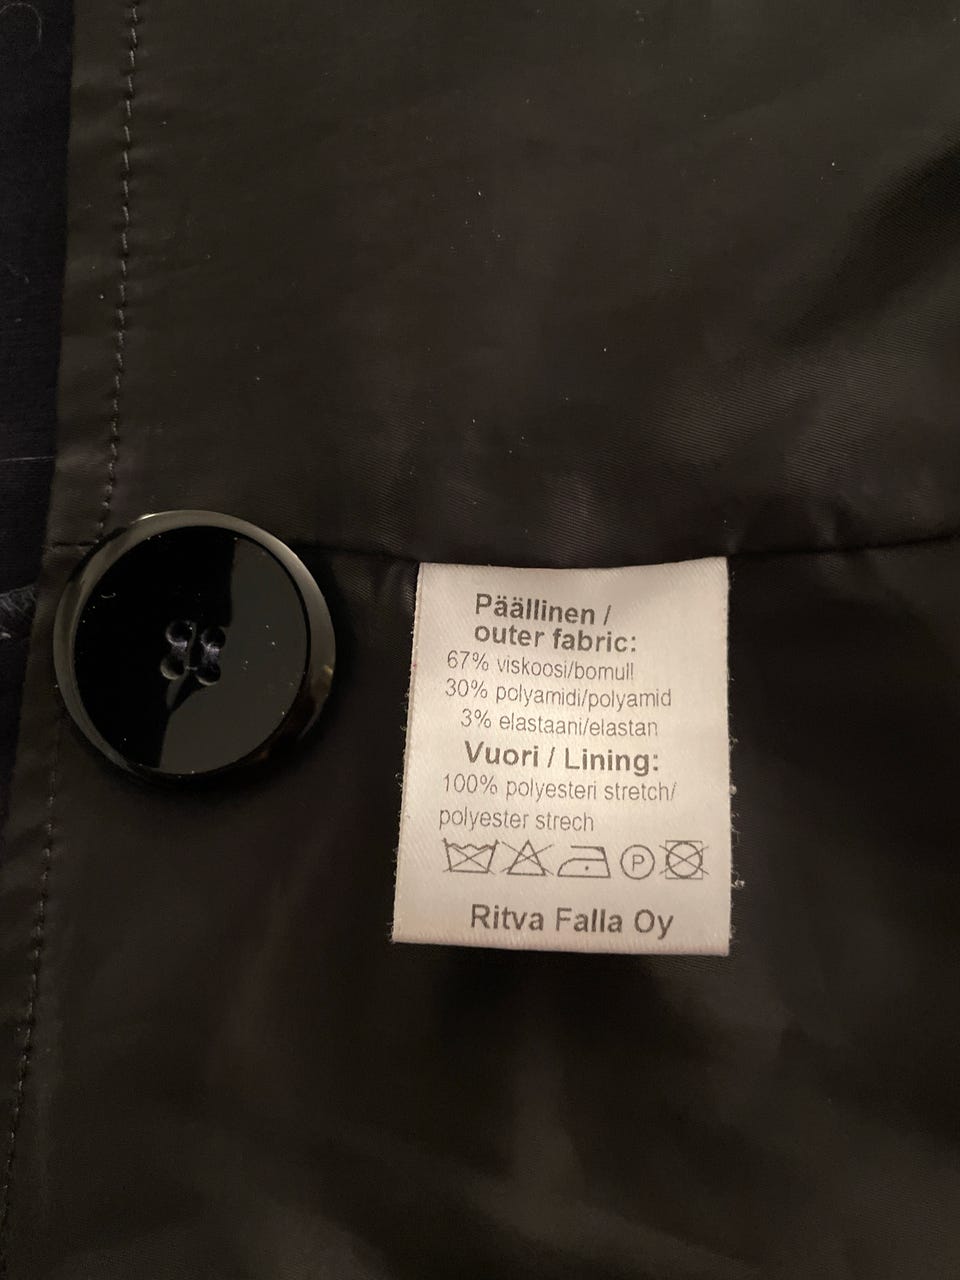 Päällinen /
outer fabric:
67% viskoosi/bomull
30% polyamidi/polyamid
3% elastaani/elastan
Vuori / Lining:
100% polyesteri stretch/
polyester strech
P
Ritva Falla Oy